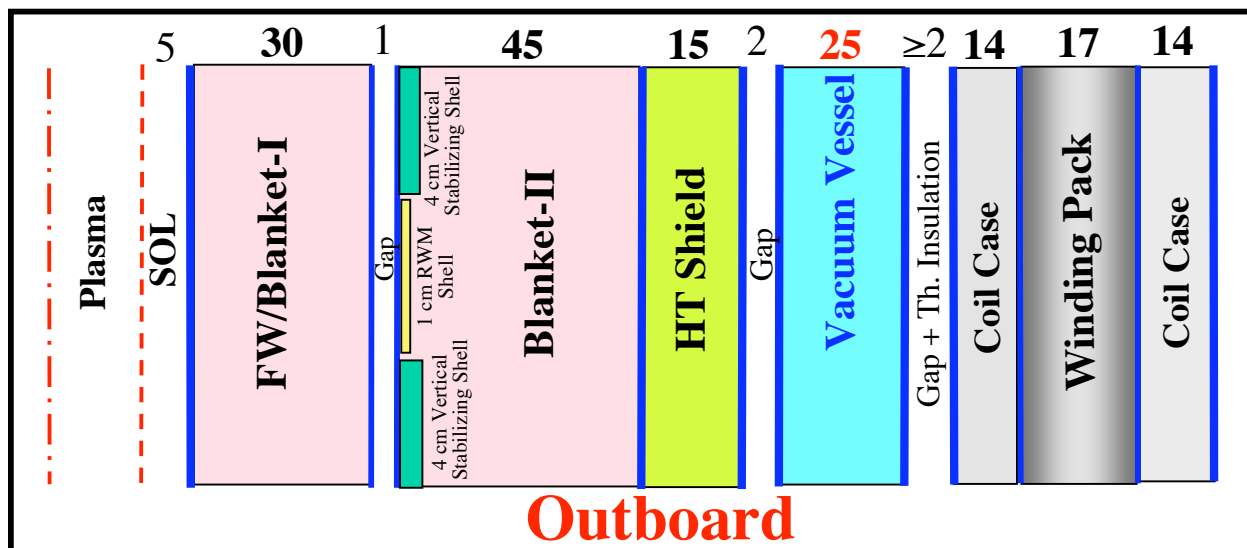 5 30 1 45 15 2 25 ≥2 14 17 14
Plasma
SOL
FW/Blanket-I
Gap
4 cm Vertical
Stabilizing Shell
1 cm RWM
Shell
4 cm Vertical
Stabilizing Shell
Blanket-II
HT Shield
Gap
Vacuum Vessel
Gap + Th. Insulation
Coil Case
Winding Pack
Coil Case
Outboard